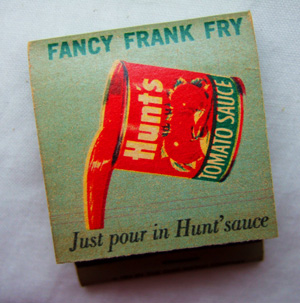 FANCY FRANK FRY
Hunt's
TOMATO SAUCE
Just pour in Hunt'sauce